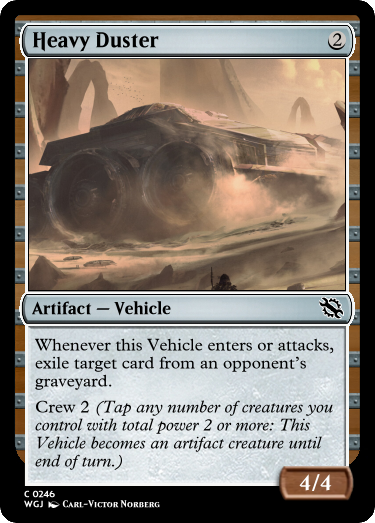 Heavy Duster
2
Artifact — Vehicle
Whenever this Vehicle enters or attacks,
exile target card from an opponent's
graveyard.
Crew 2 (Tap any number of creatures you
control with total power 2 or more: This
Vehicle becomes an artifact creature until
end of turn.)
4/4
C 0246
WGJ Carl-Victor Norberg